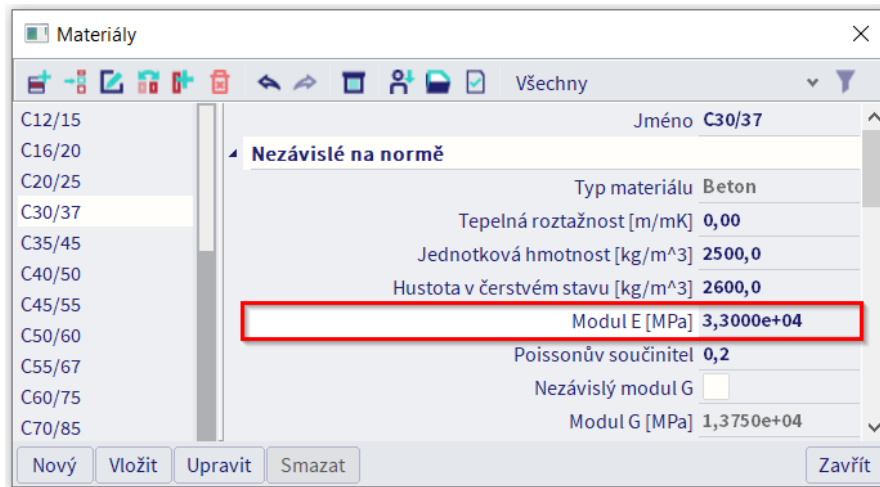 Materiály
Všechny
C12/15
C16/20
C20/25
C30/37
C35/45
C40/50
C45/55
C50/60
C55/67
C60/75
C70/85
Jméno C30/37
Nezávislé na normě
Typ materiálu Beton
Tepelná roztažnost [m/mK] 0,00
Jednotková hmotnost [kg/m^3] 2500,0
Hustota v čerstvém stavu [kg/m^3] 2600,0
Modul E [MPa] 3,3000e+04
Poissonův součinitel 0,2
Nezávislý modul G
Modul G [MPa] 1,3750e+04
Nový Vložit Upravit Smazat Zavřít